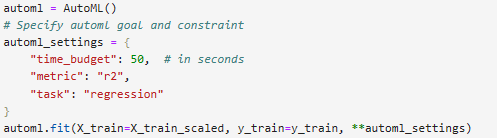 automl = AutoML()
# Specify automl goal and constraint
automl_settings = {
    "time_budget": 50,  # in seconds
    "metric": "r2",
    "task": "regression"
}
automl.fit(X_train=X_train_scaled, y_train=y_train, **automl_settings)